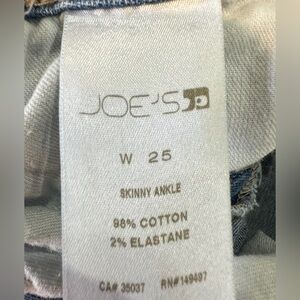 JOE'S
W 25
SKINNY ANKLE
98% COTTON
2% ELASTANE
CA# 35037 RN#149497